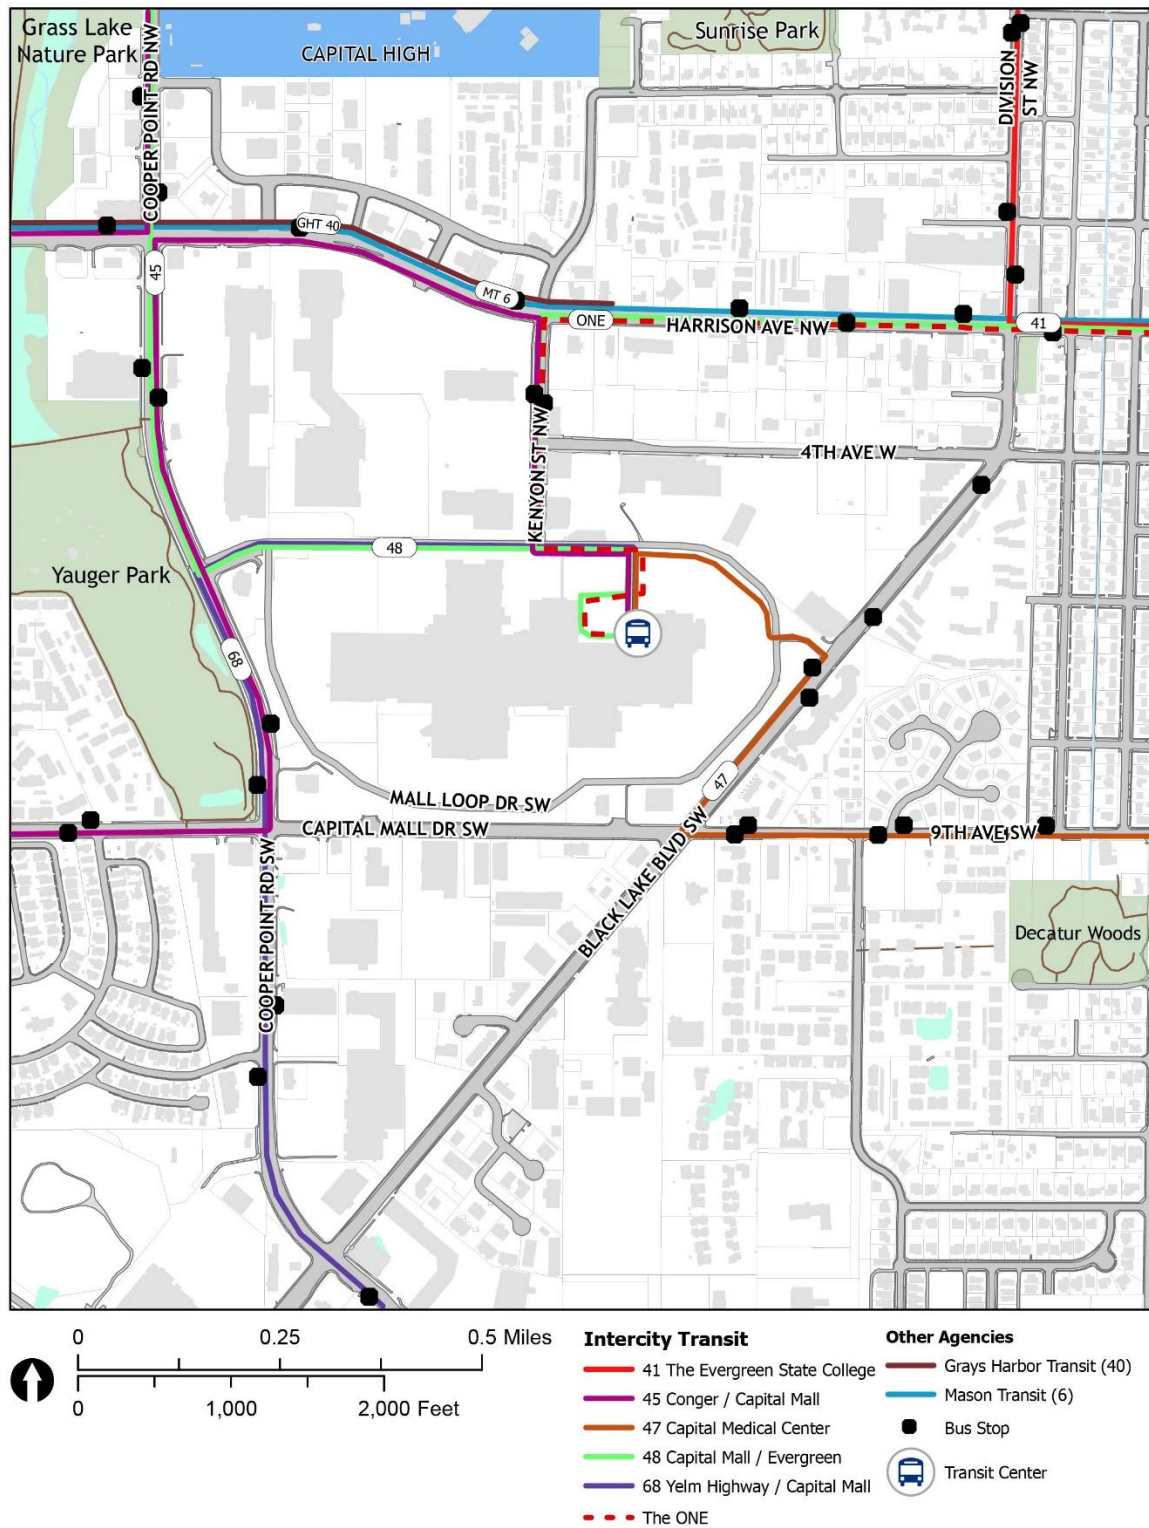 Grass Lake
Nature Park
COOPER POINT RD NW
CAPITAL HIGH
Sunrise Park
DIVISION
ST NW
GHT 40
45
MT 6
ONE
HARRISON AVE NW
41
KENYON ST NW
4TH AVE W
48
Yauger Park
68
47
MALL LOOP DR SW
CAPITAL MALL DR SW
BLACK LAKE BLVD SW
9TH AVE SW
COOPER POINT RD SW
Decatur Woods
0 0.25 0.5 Miles
0 1,000 2,000 Feet
Intercity Transit
41 The Evergreen State College
45 Conger / Capital Mall
47 Capital Medical Center
48 Capital Mall / Evergreen
68 Yelm Highway / Capital Mall
The ONE
Other Agencies
Grays Harbor Transit (40)
Mason Transit (6)
Bus Stop
Transit Center